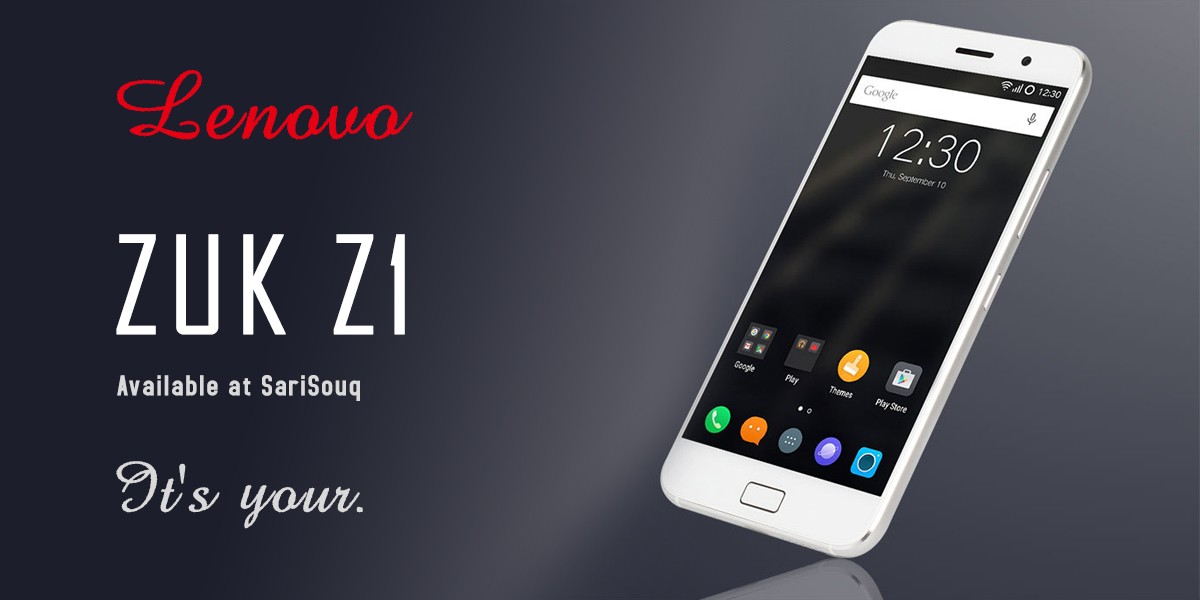 Lenovo
ZUK Z1
Available at SariSouq
It's your.
12:30
Google
12:30
Thu, September 10
Google
Play
Themes
Play Store